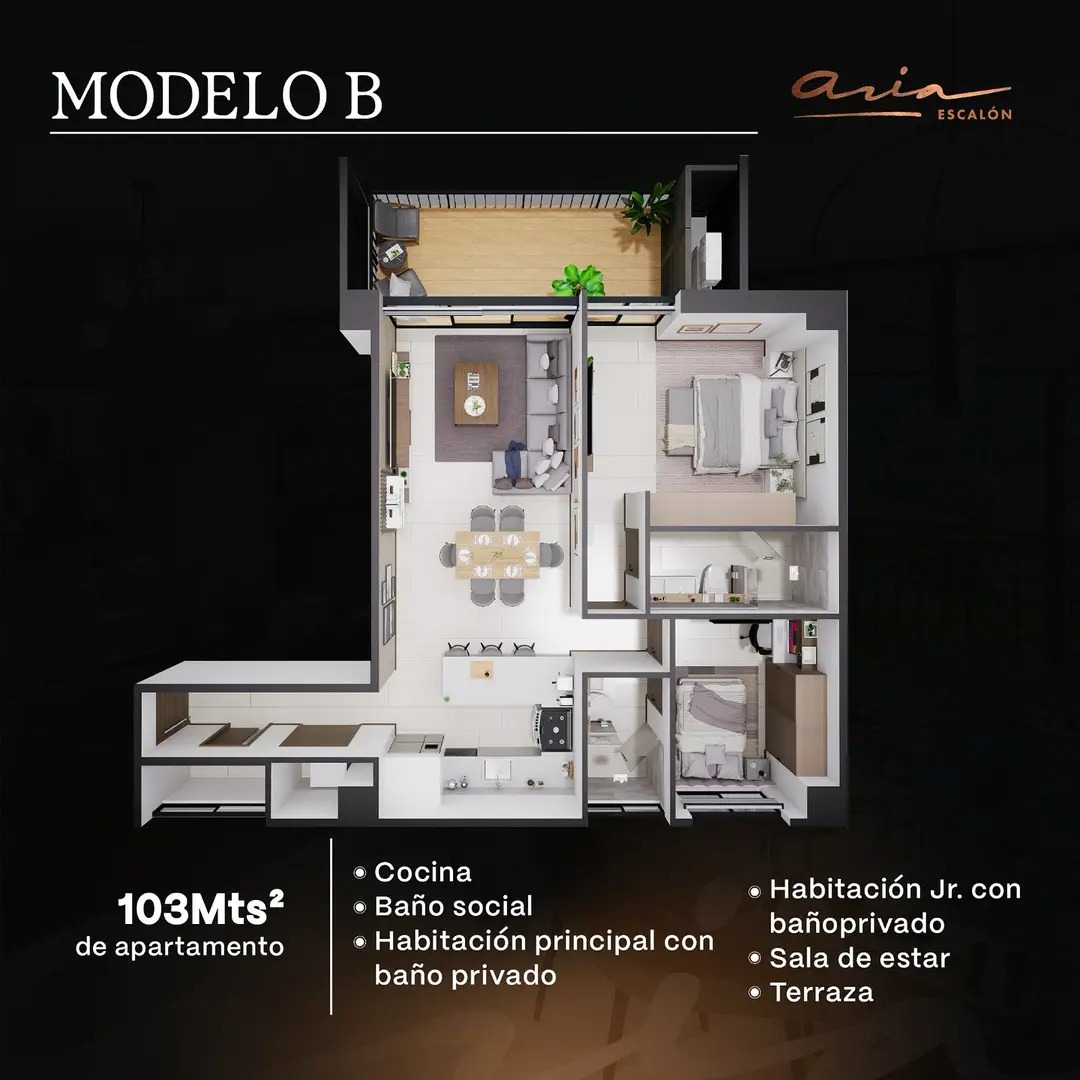 MODELO B
aria
ESCALÓN
103Mts²
de apartamento
Cocina
Baño social
Habitación principal con
baño privado
Habitación Jr. con
bañoprivado
Sala de estar
Terraza